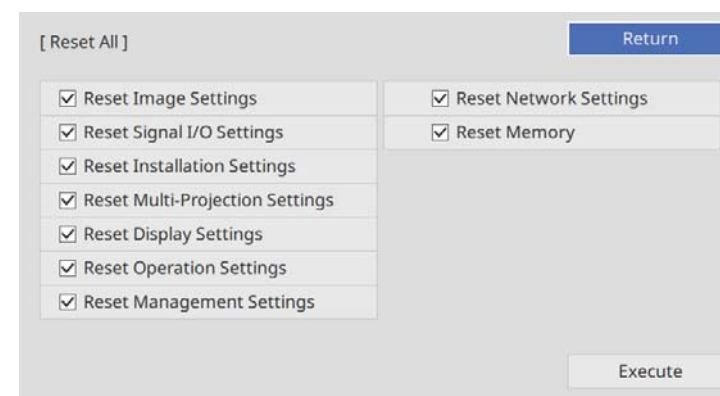 [ Reset All ]
Return
Reset Image Settings
Reset Signal I/O Settings
Reset Installation Settings
Reset Multi-Projection Settings
Reset Display Settings
Reset Operation Settings
Reset Management Settings
Reset Network Settings
Reset Memory
Execute